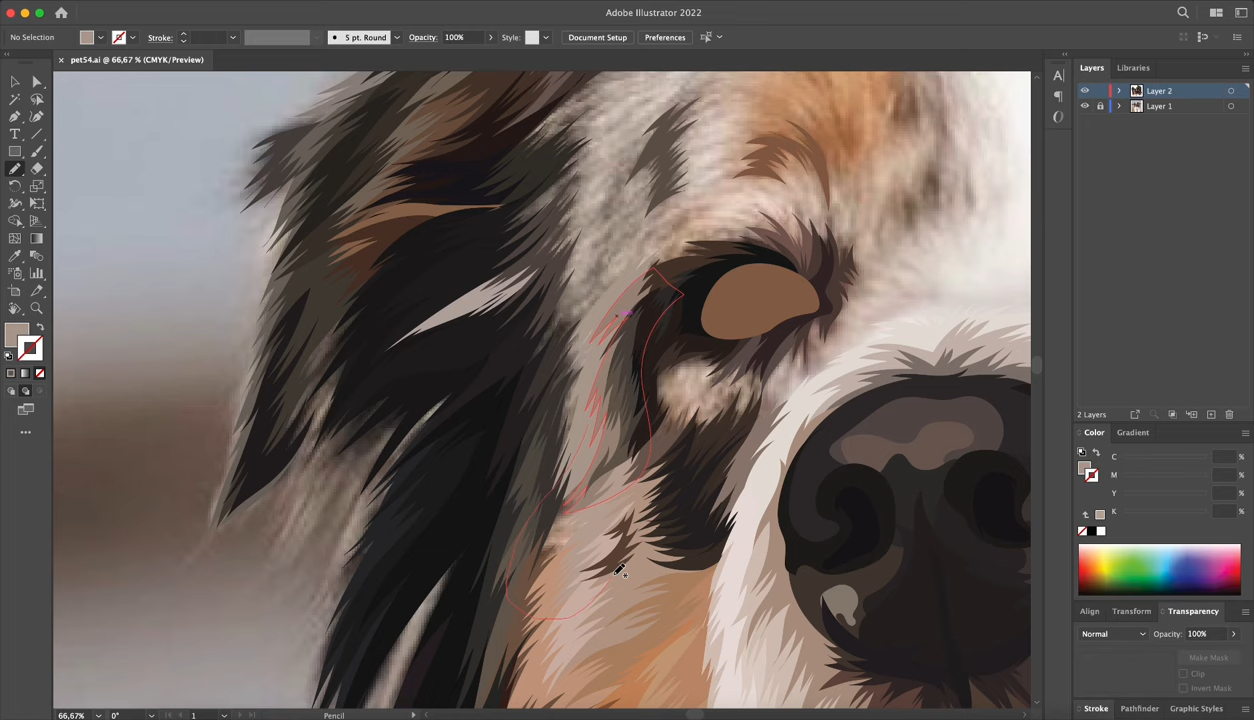 Adobe Illustrator 2022
No Selection
Stroke:
5 pt. Round
Opacity:
100%
Style:
Document Setup
Preferences
× pet54.ai @ 66,67 % (CMYK/Preview)
Layers
Libraries
Layer 2
Layer 1
2 Layers
Color
Gradient
C
%
M
%
Y
%
K
%
Align
Transform
Transparency
Normal
Opacity:
100%
Make Mask
Clip
Invert Mask
Stroke
Pathfinder
Graphic Styles
66,67%
0°
1
Pencil